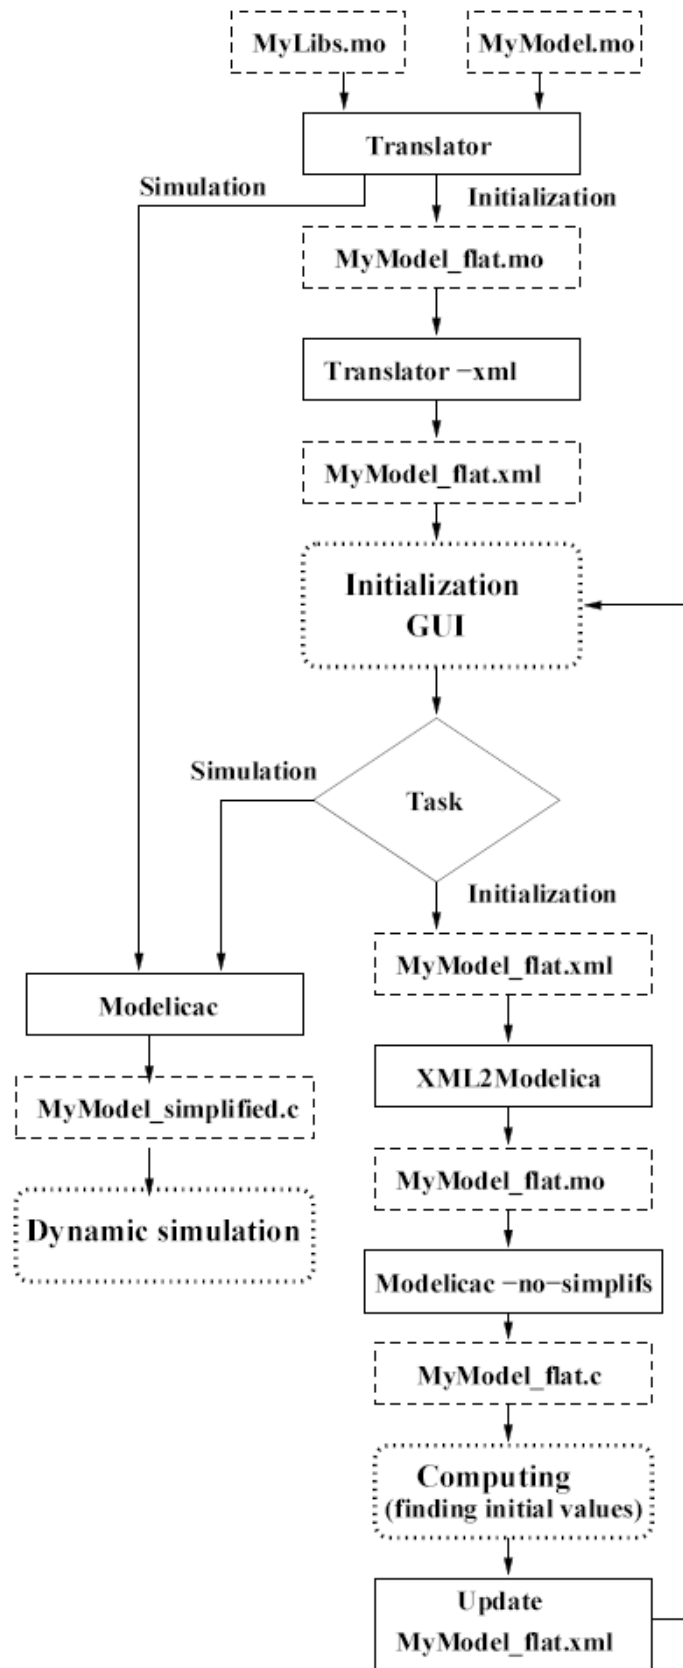 MyLibs.mo
MyModel.mo
Translator
Simulation
Initialization
MyModel_flat.mo
Translator −xml
MyModel_flat.xml
Initialization
GUI
Simulation
Task
Initialization
MyModel_flat.xml
Modelicac
XML2Modelica
MyModel_simplified.c
MyModel_flat.mo
Dynamic simulation
Modelicac −no−simplifs
MyModel_flat.c
Computing
(finding initial values)
Update
MyModel_flat.xml